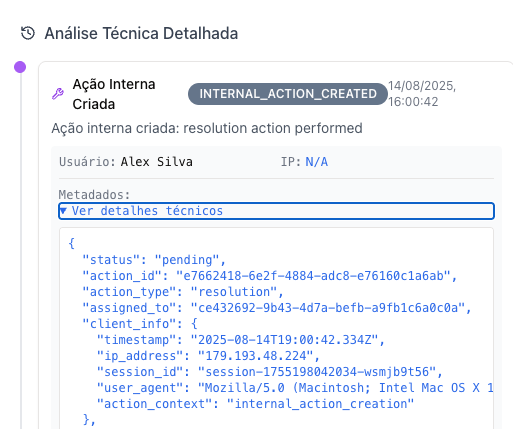 Análise Técnica Detalhada
Ação Interna Criada INTERNAL_ACTION_CREATED 14/08/2025, 16:00:42
Ação interna criada: resolution action performed
Usuário: Alex Silva IP: N/A
Metadados:
▼ Ver detalhes técnicos
{
  "status": "pending",
  "action_id": "e7662418-6e2f-4884-adc8-e76160c1a6ab",
  "action_type": "resolution",
  "assigned_to": "ce432692-9b43-4d7a-befb-a9fb1c6a0c0a",
  "client_info": {
    "timestamp": "2025-08-14T19:00:42.334Z",
    "ip_address": "179.193.48.224",
    "session_id": "session-1755198042034-wsmjb9t56",
    "user_agent": "Mozilla/5.0 (Macintosh; Intel Mac OS X 1
    "action_context": "internal_action_creation"
  },